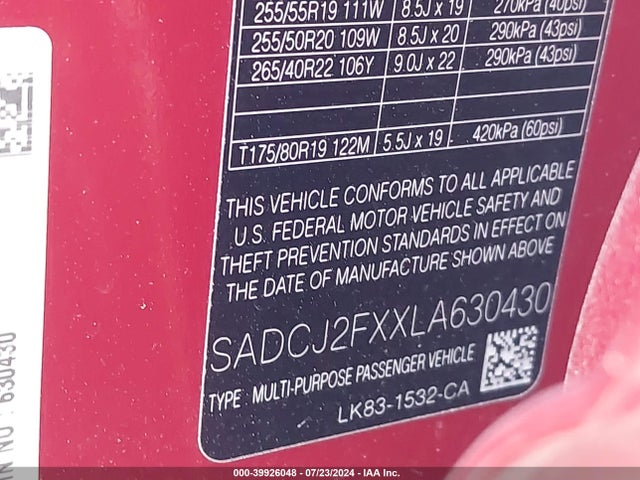 255/55R19 111W 8.5J x 19 270kPa (40psi)
255/50R20 109W 8.5J x 20 290kPa (43psi)
265/40R22 106Y 9.0J x 22 290kPa (43psi)
T175/80R19 122M 5.5J x 19 420kPa (60psi)
THIS VEHICLE CONFORMS TO ALL APPLICABLE
U.S. FEDERAL MOTOR VEHICLE SAFETY AND
THEFT PREVENTION STANDARDS IN EFFECT ON
THE DATE OF MANUFACTURE SHOWN ABOVE
SADCJ2FXXLA630430
TYPE : MULTI-PURPOSE PASSENGER VEHICLE
LK83-1532-CA
IN NO : 630430
000-39926048 - 07/23/2024 - IAA Inc.